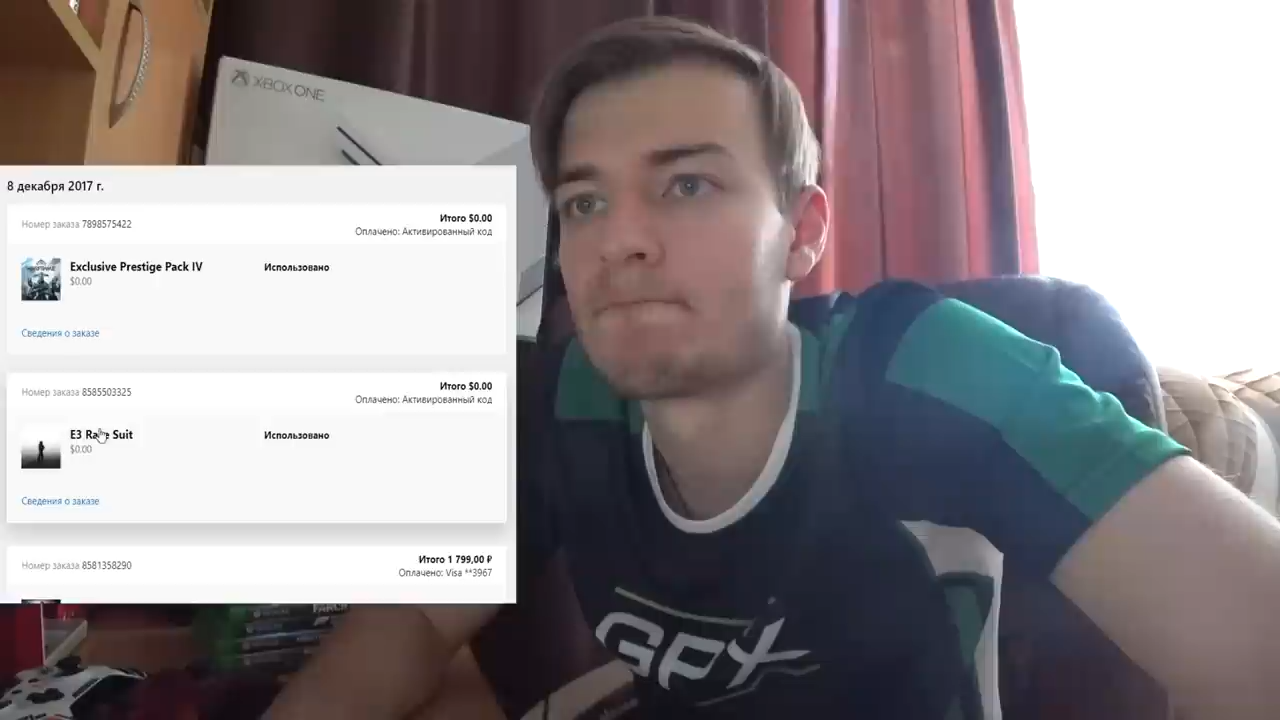 XBOX ONE
8 декабря 2017 г.
Номер заказа 7898575422
Итого $0.00
Оплачено: Активированный код
Exclusive Prestige Pack IV
Использовано
$0.00
Сведения о заказе
Номер заказа 8585503325
Итого $0.00
Оплачено: Активированный код
E3 Suit
Использовано
$0.00
Сведения о заказе
Номер заказа 8581358290
Итого 1 799,00 ₽
Оплачено: Visa **3967
GPX